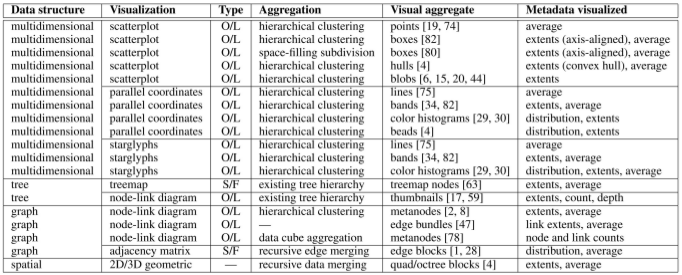 Data structure Visualization Type Aggregation Visual aggregate Metadata visualized
multidimensional scatterplot O/L hierarchical clustering points [19, 74] average
multidimensional scatterplot O/L hierarchical clustering boxes [82] extents (axis-aligned), average
multidimensional scatterplot O/L space-filling subdivision boxes [80] extents (axis-aligned), average
multidimensional scatterplot O/L hierarchical clustering hulls [4] extents (convex hull), average
multidimensional scatterplot O/L hierarchical clustering blobs [6, 15, 20, 44] extents
multidimensional parallel coordinates O/L hierarchical clustering lines [75] average
multidimensional parallel coordinates O/L hierarchical clustering bands [34, 82] extents, average
multidimensional parallel coordinates O/L hierarchical clustering color histograms [29, 30] distribution, extents
multidimensional parallel coordinates O/L hierarchical clustering beads [4] distribution, extents
multidimensional starglyphs O/L hierarchical clustering lines [75] average
multidimensional starglyphs O/L hierarchical clustering bands [34, 82] extents, average
multidimensional starglyphs O/L hierarchical clustering color histograms [29, 30] distribution, extents, average
tree treemap S/F existing tree hierarchy treemap nodes [63] extents, average
tree node-link diagram O/L existing tree hierarchy thumbnails [17, 59] extents, count, depth
graph node-link diagram O/L hierarchical clustering metanodes [2, 8] extents, average
graph node-link diagram O/L — edge bundles [47] link extents, average
graph node-link diagram O/L data cube aggregation metanodes [78] node and link counts
graph adjacency matrix S/F recursive edge merging edge blocks [1, 28] distribution, average
spatial 2D/3D geometric — recursive data merging quad/octree blocks [4] extents, average